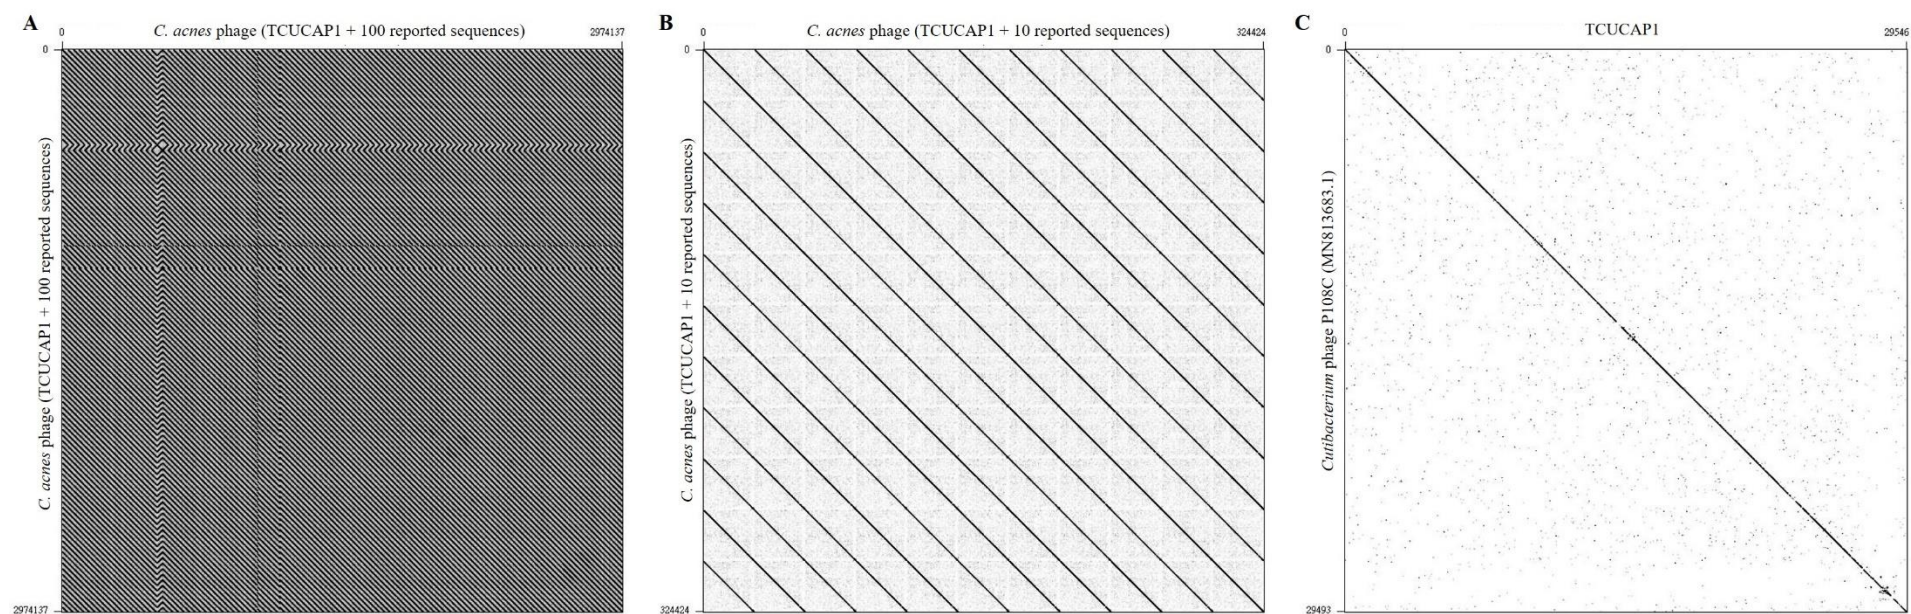 A
C. acnes phage (TCUCAP1 + 100 reported sequences)
0
2974137
0
C. acnes phage (TCUCAP1 + 100 reported sequences)
2974137
B
C. acnes phage (TCUCAP1 + 10 reported sequences)
0
324424
0
C. acnes phage (TCUCAP1 + 10 reported sequences)
324424
C
TCUCAP1
0
29546
0
Cutibacterium phage P108C (MN813683.1)
29493